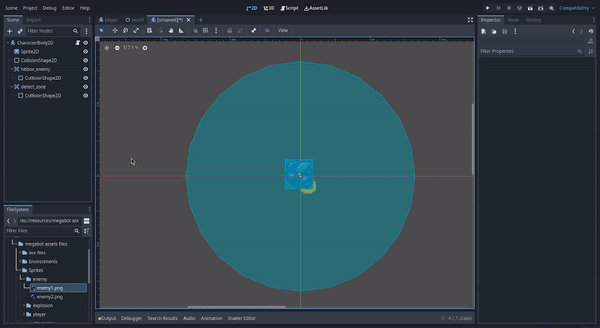 Scene Project Debug Editor Help
2D 3D Script AssetLib
Compatibility
Scene Import
player world [unsaved](*)
Inspector Node History
Filter Nodes
View
CharacterBody2D
Sprite2D
CollisionShape2D
hitbox_enemy
CollisionShape2D
detect_zone
CollisionShape2D
117.1 %
Filter Properties
FileSystem
res://resources/megabot ass
Filter Files
megabot assets files
ase files
Environments
Sprites
enemy
enemy1.png
enemy2.png
explosion
player
Output Debugger Search Results Audio Animation Shader Editor
4.1.1.stable